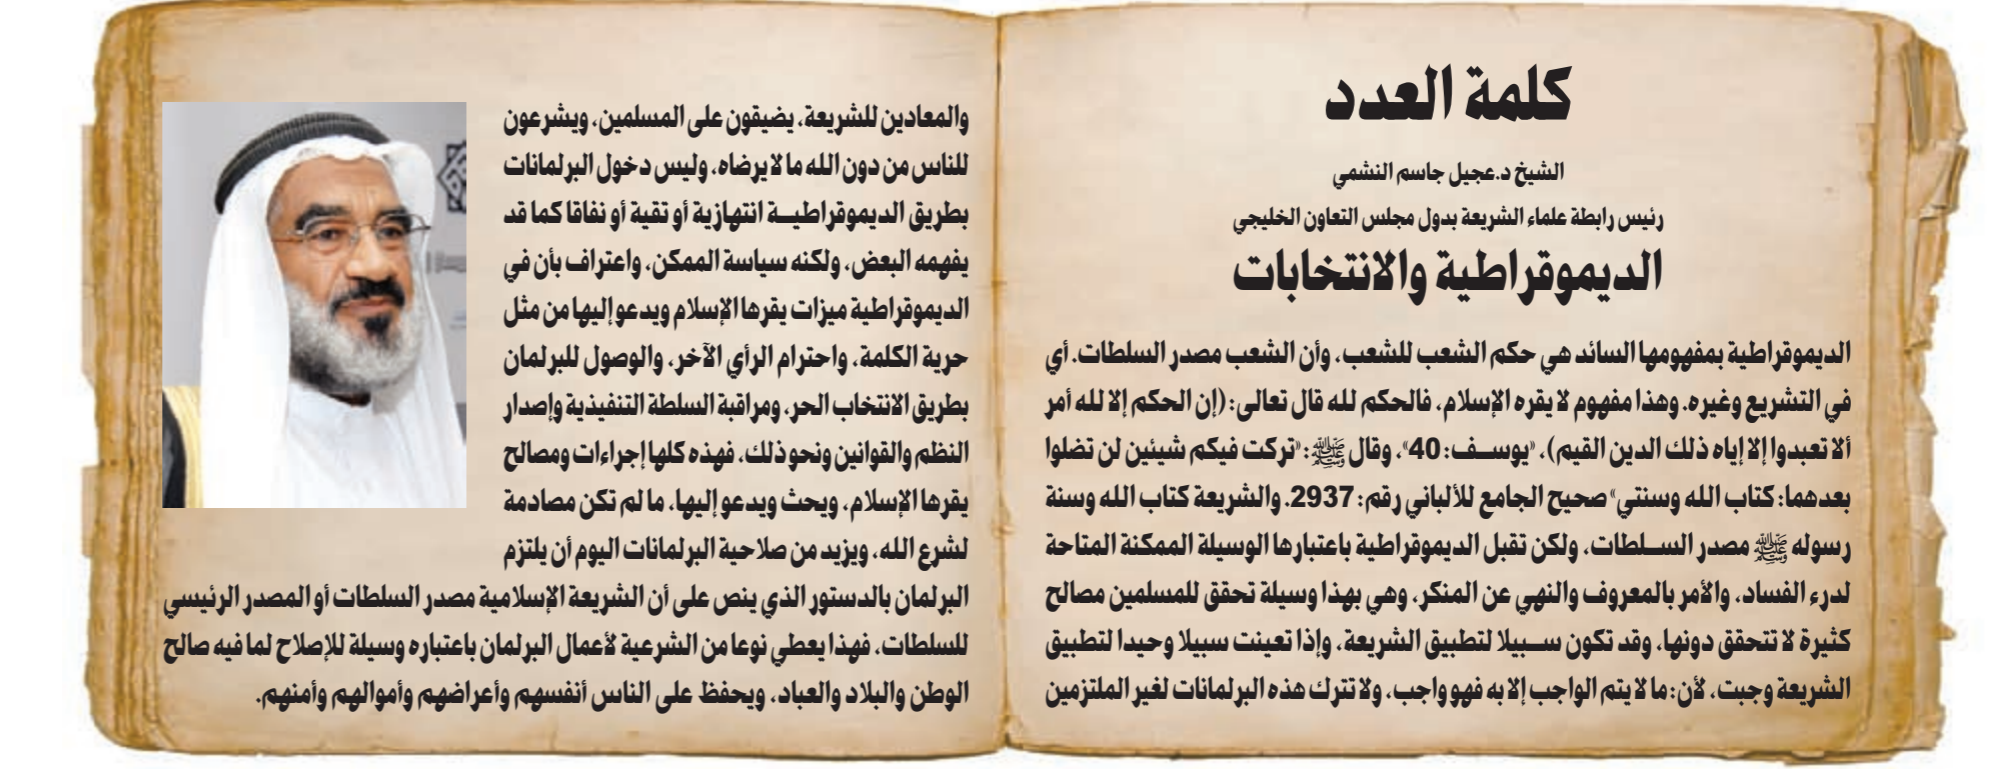 كلمة العدد
الشيخ د.عجيل جاسم النشمي
رئيس رابطة علماء الشريعة بدول مجلس التعاون الخليجي
الديموقراطية والانتخابات
الديموقراطية بمفهومها السائد هي حكم الشعب للشعب، وأن الشعب مصدر السلطات. أي
في التشريع وغيره. وهذا مفهوم لا يقره الإسلام، فالحكم لله قال تعالى: (إن الحكم إلا لله أمر
ألا تعبدوا إلا إياه ذلك الدين القيم)، «يوسف: 40»، وقال ﷺ: «تركت فيكم شيئين لن تضلوا
بعدهما: كتاب الله وسنتي» صحيح الجامع للألباني رقم: 2937. والشريعة كتاب الله وسنة
رسوله ﷺ مصدر السلطات، ولكن تقبل الديموقراطية باعتبارها الوسيلة الممكنة المتاحة
لدرء الفساد، والأمر بالمعروف والنهي عن المنكر، وهي بهذا وسيلة تحقق للمسلمين مصالح
كثيرة لا تتحقق دونها، وقد تكون سبيلا لتطبيق الشريعة، وإذا تعينت سبيلا وحيدا لتطبيق
الشريعة وجبت، لأن: ما لا يتم الواجب إلا به فهو واجب، ولا تترك هذه البرلمانات لغير الملتزمين
والمعادين للشريعة، يضيقون على المسلمين، ويشرعون
للناس من دون الله ما لا يرضاه، وليس دخول البرلمانات
بطريق الديموقراطية انتهازية أو تقية أو نفاقا كما قد
يفهمه البعض، ولكنه سياسة الممكن، واعتراف بأن في
الديموقراطية ميزات يقرها الإسلام ويدعو إليها من مثل
حرية الكلمة، واحترام الرأي الآخر، والوصول للبرلمان
بطريق الانتخاب الحر، ومراقبة السلطة التنفيذية وإصدار
النظم والقوانين ونحو ذلك، فهذه كلها إجراءات ومصالح
يقرها الإسلام، ويحث ويدعو إليها، ما لم تكن مصادمة
لشرع الله، ويزيد من صلاحية البرلمانات اليوم أن يلتزم
البرلمان بالدستور الذي ينص على أن الشريعة الإسلامية مصدر السلطات أو المصدر الرئيسي
للسلطات، فهذا يعطي نوعا من الشرعية لأعمال البرلمان باعتباره وسيلة للإصلاح لما فيه صالح
الوطن والبلاد والعباد، ويحفظ على الناس أنفسهم وأعراضهم وأموالهم وأمنهم.